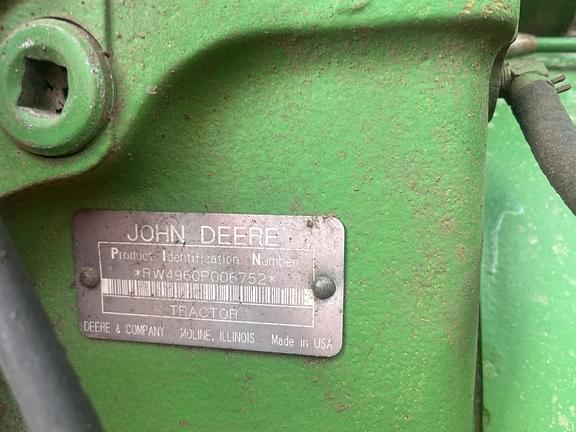 JOHN DEERE
Product Identification Number
*RW4960P006752*
TRACTOR
DEERE & COMPANY MOLINE, ILLINOIS Made in USA